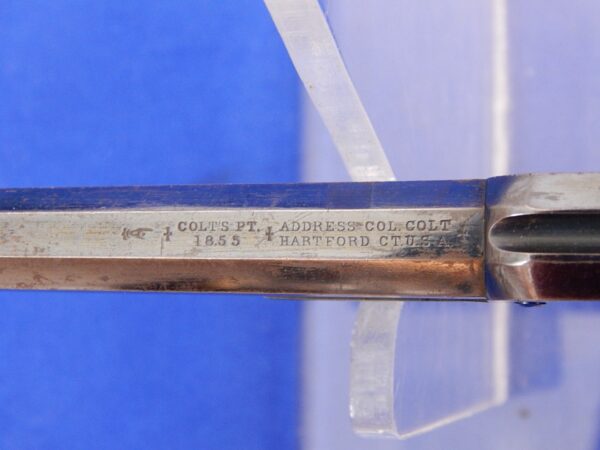 COLT'S PT.
1855
ADDRESS COL. COLT
HARTFORD CT. U.S.A.